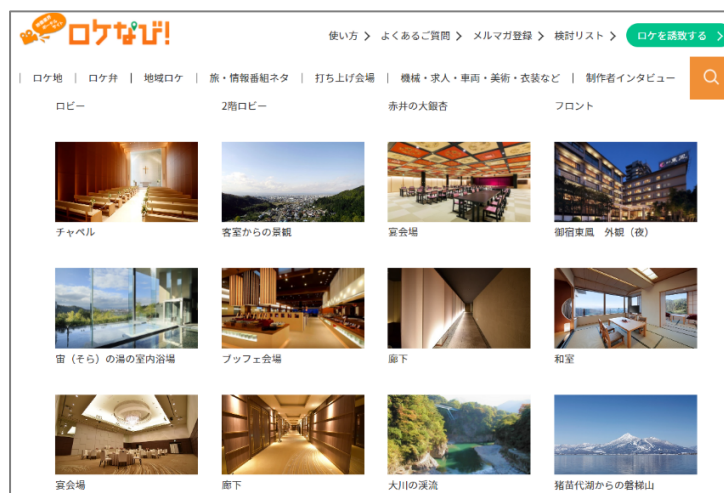 ロケなび!
使い方 > よくあるご質問 > メルマガ登録 > 検討リスト > ロケを誘致する >
| ロケ地 | ロケ弁 | 地域ロケ | 旅・情報番組ネタ | 打ち上げ会場 | 機械・求人・車両・美術・衣装など | 制作者インタビュー
ロビー 2階ロビー 赤井の大銀杏 フロント
チャペル 客室からの景観 宴会場 御宿東鳳 外観(夜)
宙(そら)の湯の室内浴場 ブッフェ会場 廊下 和室
宴会場 廊下 大川の渓流 猪苗代湖からの磐梯山